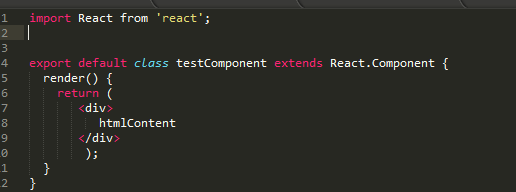 1 import React from 'react';
2
3
4 export default class testComponent extends React.Component {
5   render() {
6     return (
7       <div>
8         htmlContent
9       </div>
0        );
1   }
2 }